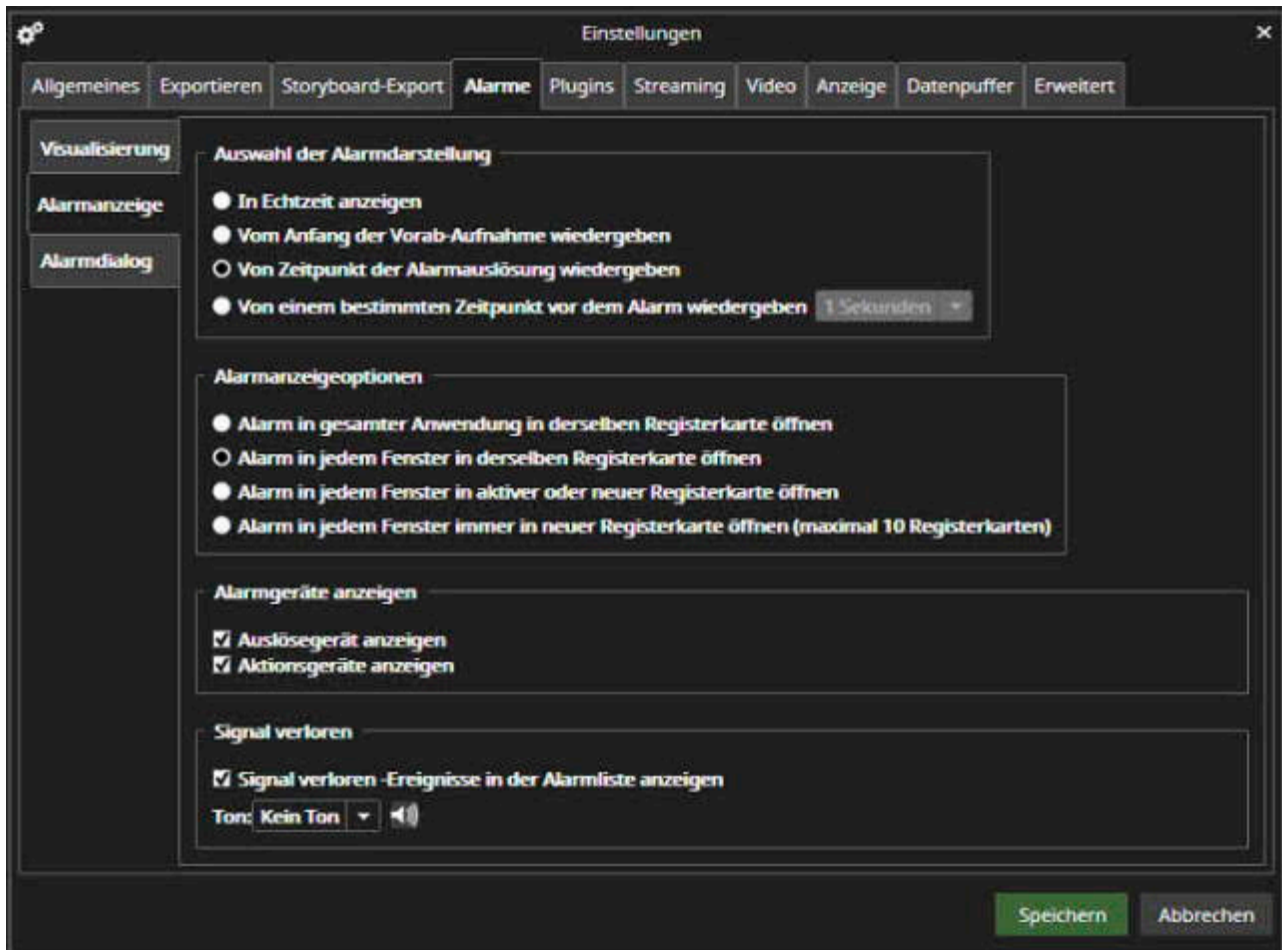 Einstellungen
Allgemeines Exportieren Storyboard-Export Alarme Plugins Streaming Video Anzeige Datenpuffer Erweitert
Visualisierung
Alarmanzeige
Alarmdialog
Auswahl der Alarmdarstellung
In Echtzeit anzeigen
Vom Anfang der Vorab-Aufnahme wiedergeben
Von Zeitpunkt der Alarmauslösung wiedergeben
Von einem bestimmten Zeitpunkt vor dem Alarm wiedergeben 1 Sekunden
Alarmanzeigeoptionen
Alarm in gesamter Anwendung in derselben Registerkarte öffnen
Alarm in jedem Fenster in derselben Registerkarte öffnen
Alarm in jedem Fenster in aktiver oder neuer Registerkarte öffnen
Alarm in jedem Fenster immer in neuer Registerkarte öffnen (maximal 10 Registerkarten)
Alarmgeräte anzeigen
Auslösegerät anzeigen
Aktionsgeräte anzeigen
Signal verloren
Signal verloren -Ereignisse in der Alarmliste anzeigen
Ton: Kein Ton
Speichern Abbrechen